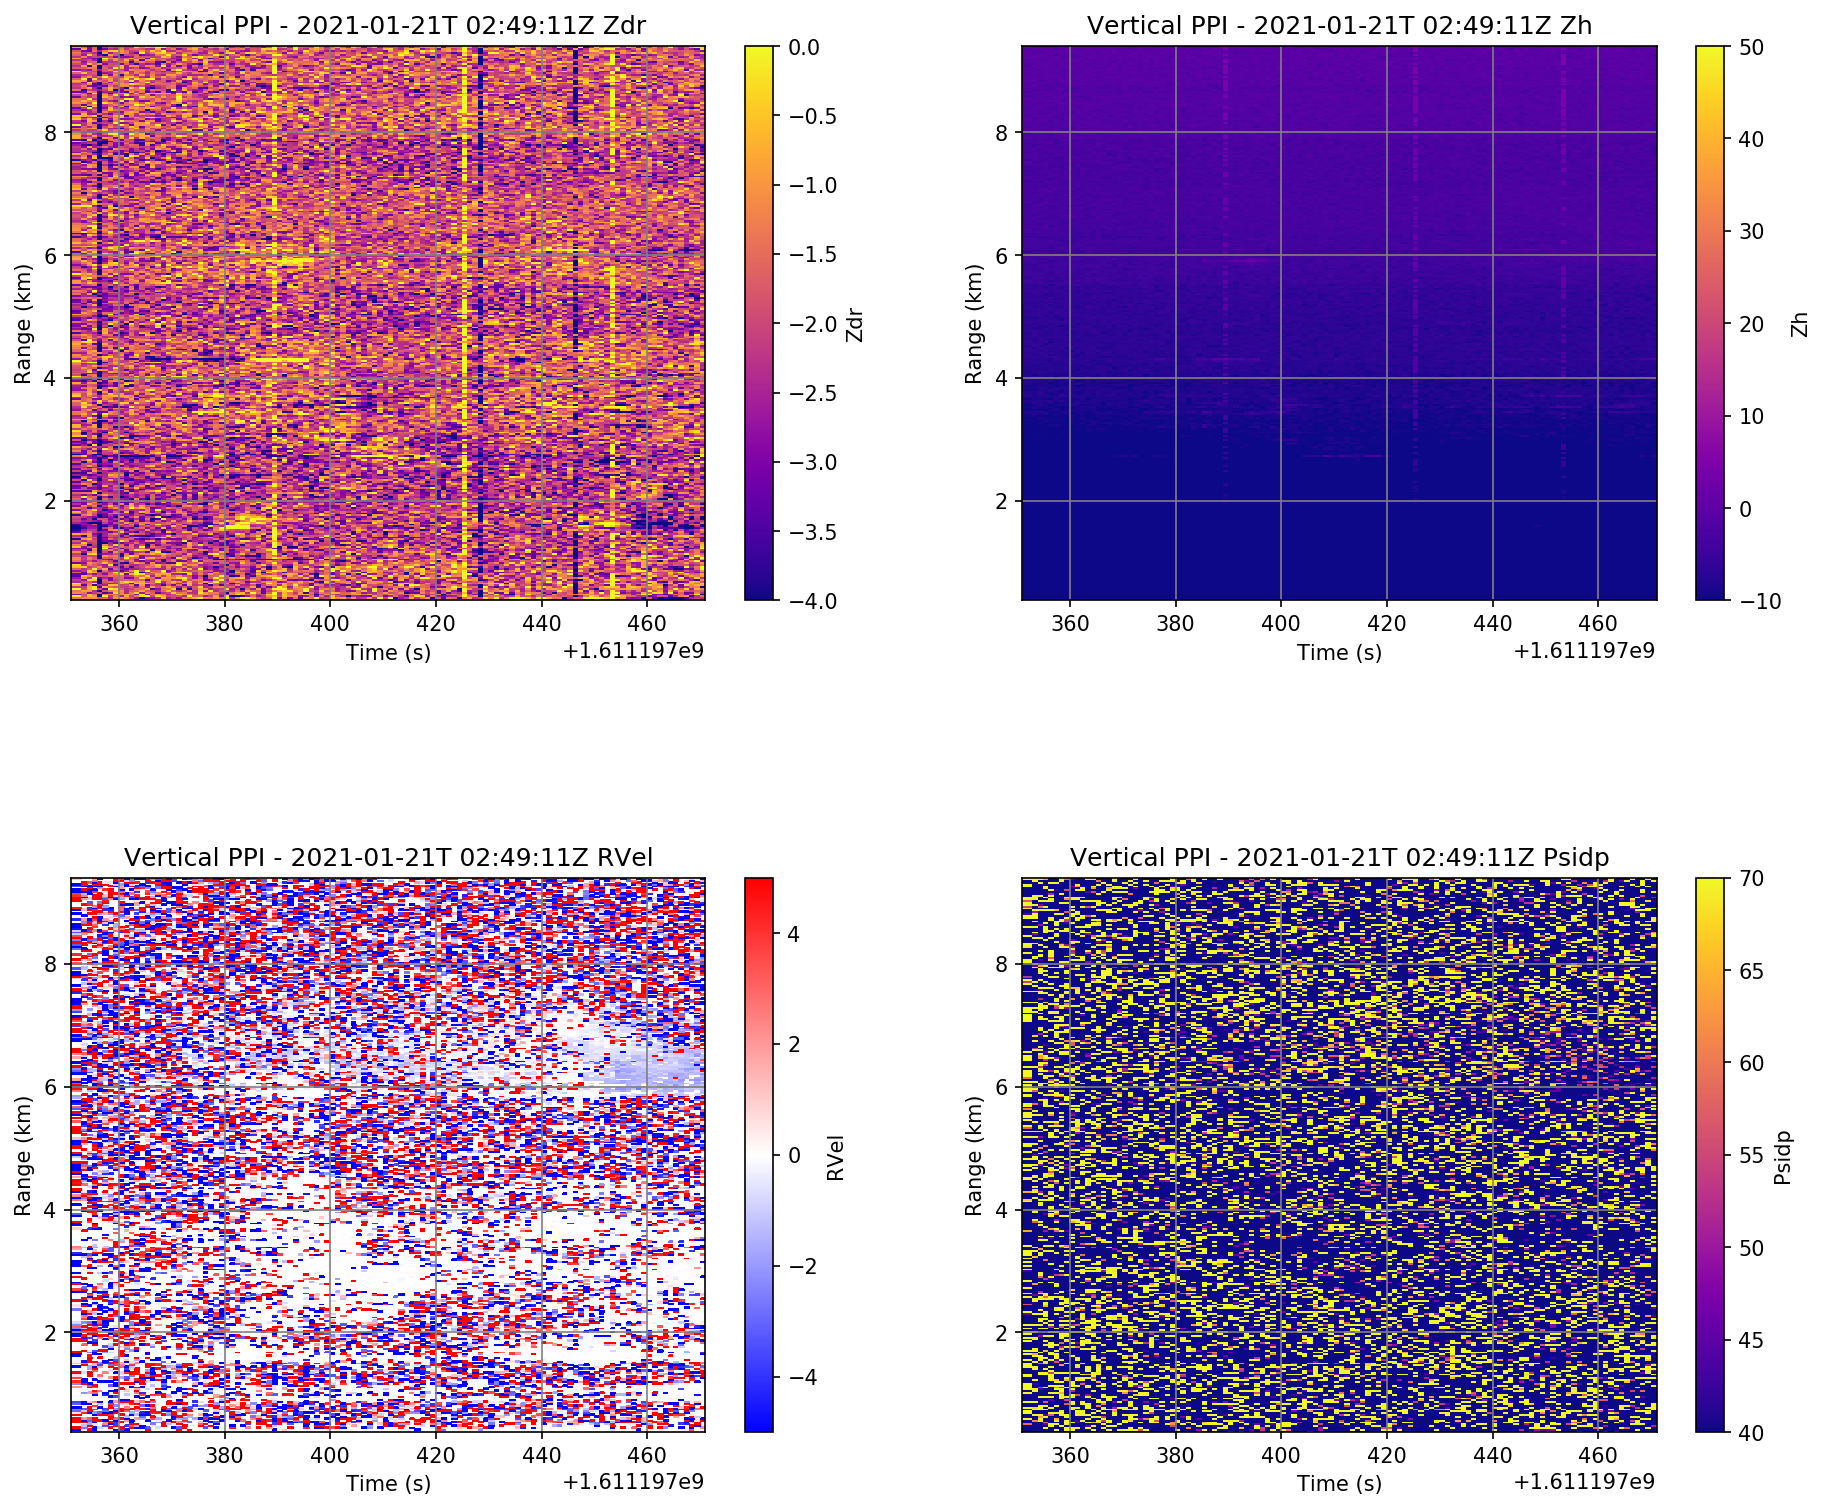 Vertical PPI - 2021-01-21T 02:49:11Z Zdr
Range (km)
8
6
4
2
360 380 400 420 440 460
Time (s)
+1.611197e9
0.0
−0.5
−1.0
−1.5
−2.0
−2.5
−3.0
−3.5
−4.0
Zdr
Vertical PPI - 2021-01-21T 02:49:11Z Zh
Range (km)
8
6
4
2
360 380 400 420 440 460
Time (s)
+1.611197e9
50
40
30
20
10
0
−10
Zh
Vertical PPI - 2021-01-21T 02:49:11Z RVel
Range (km)
8
6
4
2
360 380 400 420 440 460
Time (s)
+1.611197e9
4
2
0
−2
−4
RVel
Vertical PPI - 2021-01-21T 02:49:11Z Psidp
Range (km)
8
6
4
2
360 380 400 420 440 460
Time (s)
+1.611197e9
70
65
60
55
50
45
40
Psidp